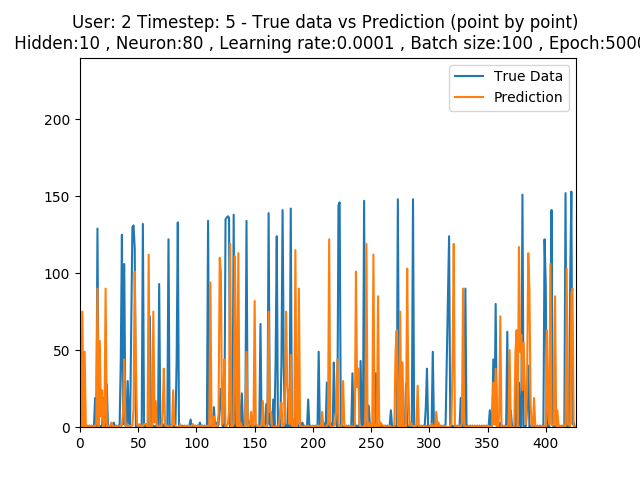 User: 2 Timestep: 5 - True data vs Prediction (point by point)
Hidden:10 , Neuron:80 , Learning rate:0.0001 , Batch size:100 , Epoch:5000
True Data
Prediction
200
150
100
50
0
0 50 100 150 200 250 300 350 400